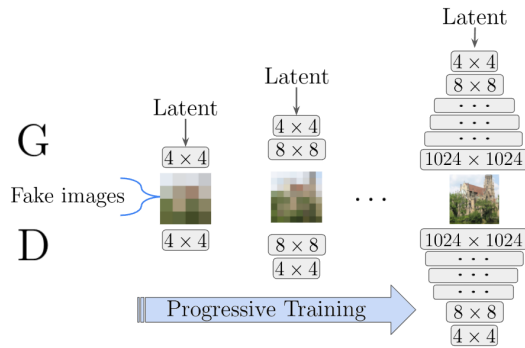 Latent
4 × 4
8 × 8
. . .
. . .
. . .
1024 × 1024
Latent
4 × 4
8 × 8
Latent
4 × 4
G
Fake images
. . .
D
4 × 4
8 × 8
4 × 4
1024 × 1024
. . .
. . .
. . .
8 × 8
4 × 4
Progressive Training